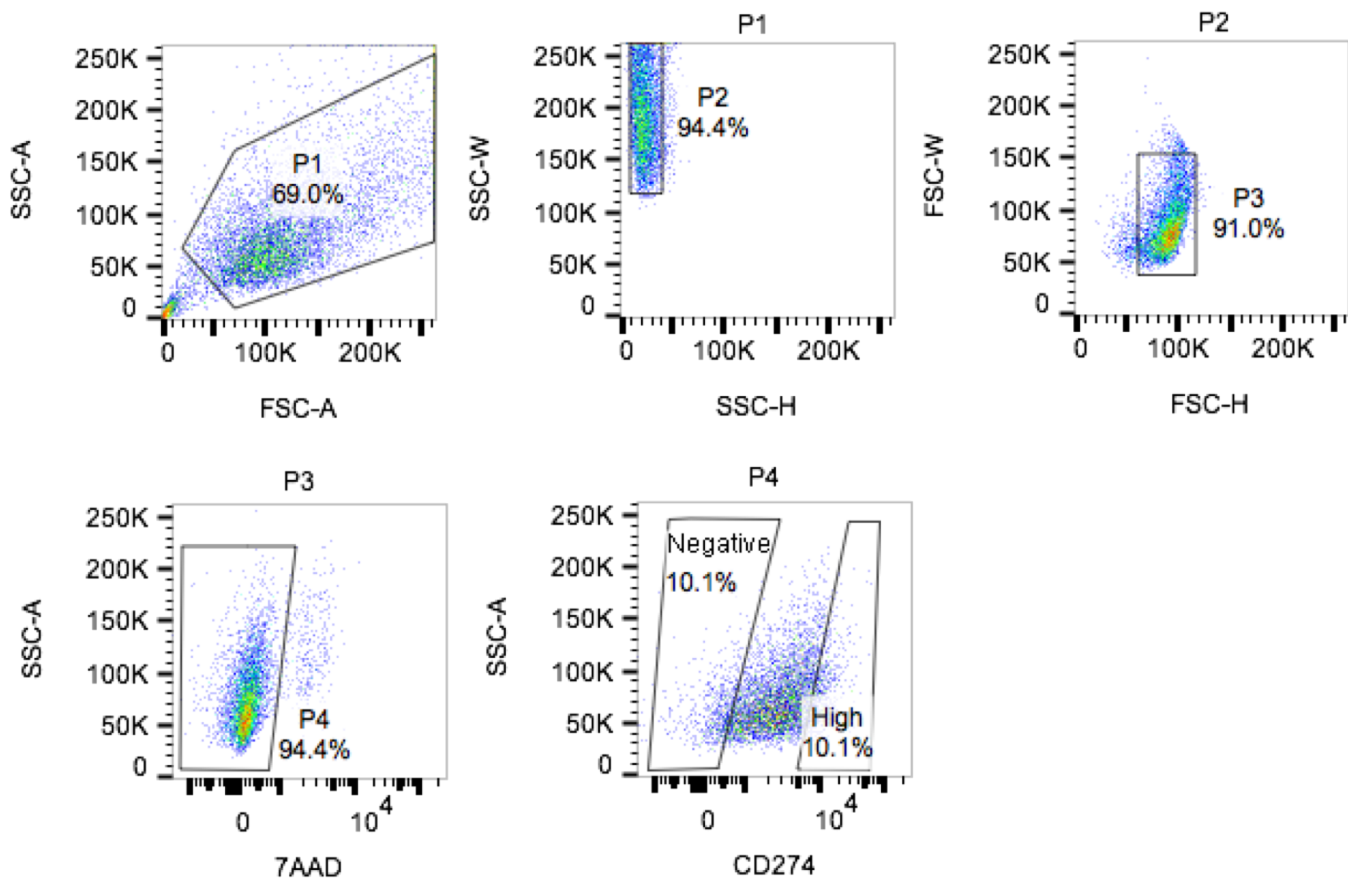 P1
P2
250K
200K
150K
100K
50K
0
SSC-A
P1
69.0%
0
100K
200K
FSC-A
250K
200K
150K
100K
50K
0
SSC-W
P2
94.4%
0
100K
200K
SSC-H
250K
200K
150K
100K
50K
0
FSC-W
P3
91.0%
0
100K
200K
FSC-H
P3
250K
200K
150K
100K
50K
0
SSC-A
P4
94.4%
0
10^4
7AAD
P4
250K
200K
150K
100K
50K
0
SSC-A
Negative
10.1%
High
10.1%
0
10^4
CD274